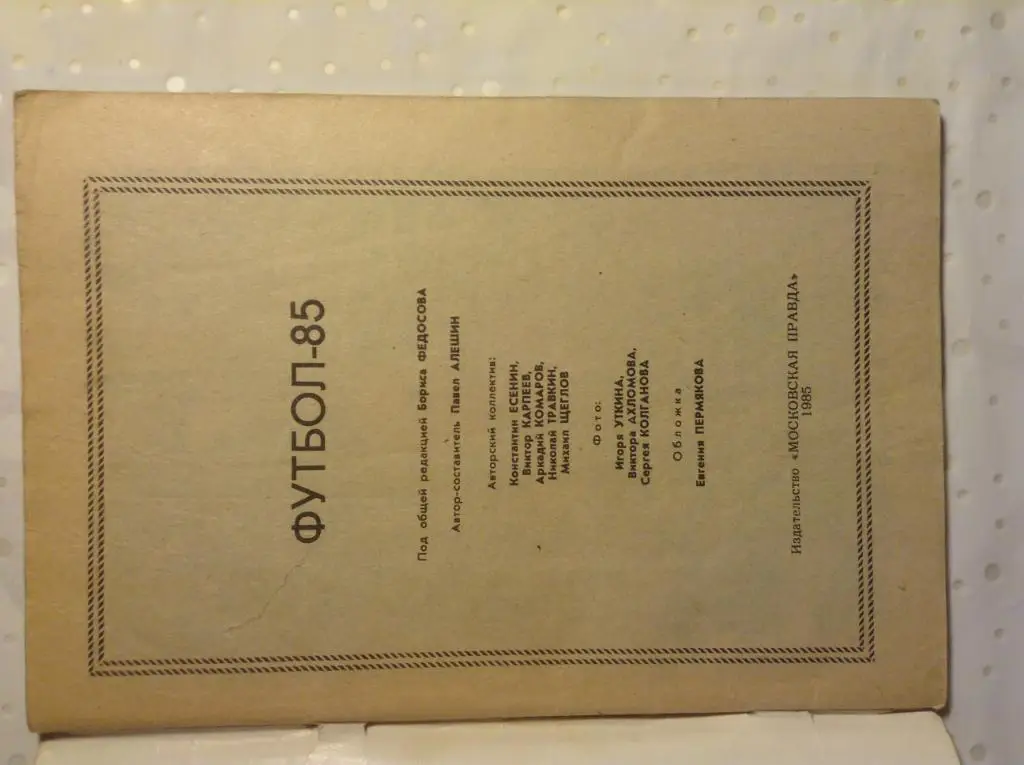 ФУТБОЛ-85
Под общей редакцией Бориса ФЕДОСОВА
Автор-составитель Павел АЛЕШИН
Авторский коллектив:
Константин ЕСЕНИН,
Виктор КАРПЕЕВ,
Аркадий КОМАРОВ,
Николай ТРАВКИН,
Михаил ЩЕГЛОВ
Фото:
Игоря УТКИНА,
Виктора АХЛОМОВА,
Сергея КОЛГАНОВА
Обложка
Евгения ПЕРМЯКОВА
Издательство «МОСКОВСКАЯ ПРАВДА»
1985